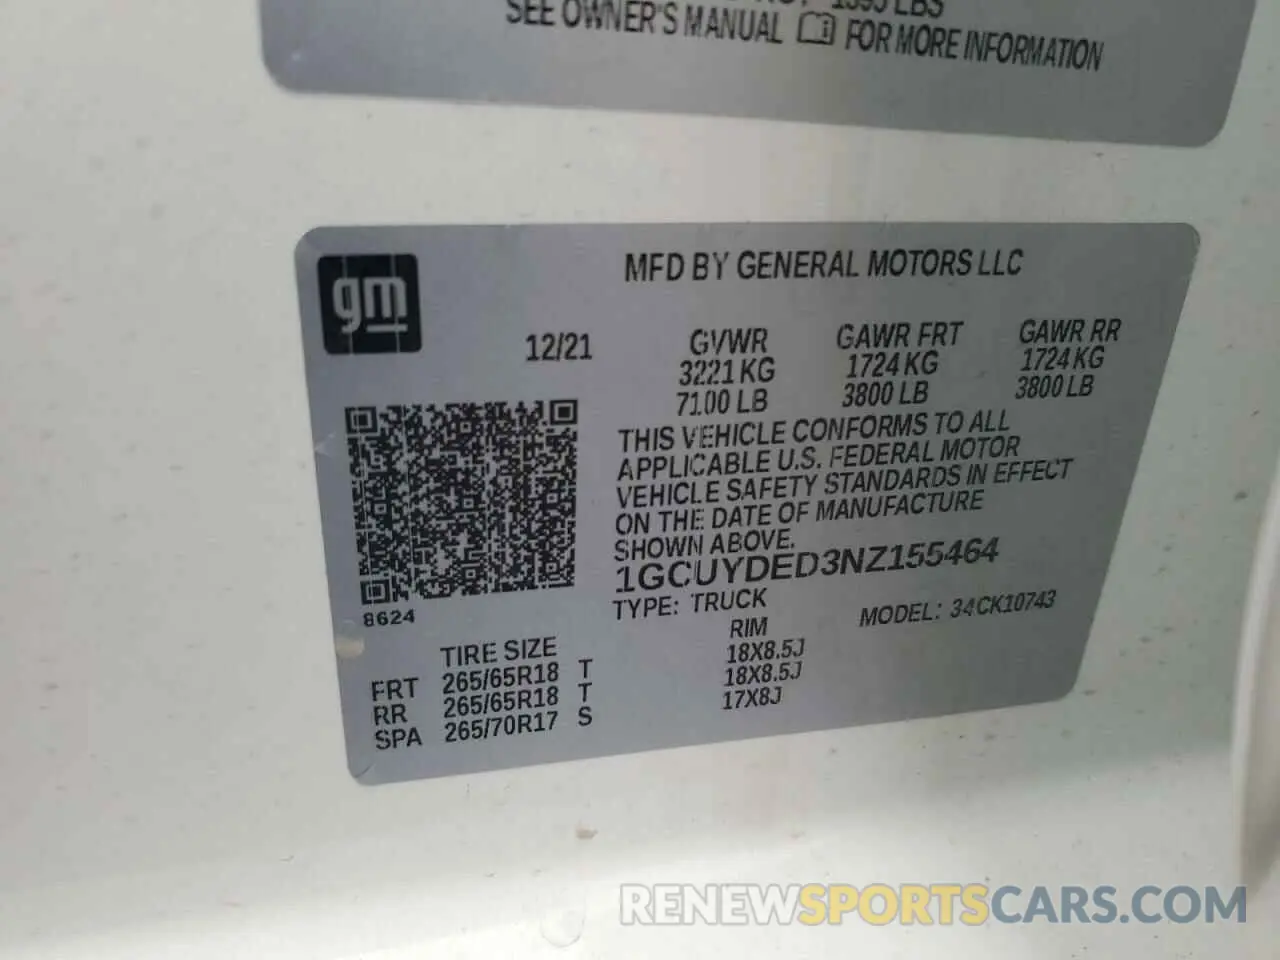 1395 LBS
SEE OWNER'S MANUAL FOR MORE INFORMATION
gm
MFD BY GENERAL MOTORS LLC
12/21 GVWR GAWR FRT GAWR RR
3221 KG 1724 KG 1724 KG
7100 LB 3800 LB 3800 LB
THIS VEHICLE CONFORMS TO ALL
APPLICABLE U.S. FEDERAL MOTOR
VEHICLE SAFETY STANDARDS IN EFFECT
ON THE DATE OF MANUFACTURE
SHOWN ABOVE.
1GCUYDED3NZ155464
8624 TYPE: TRUCK MODEL: 34CK10743
TIRE SIZE RIM
FRT 265/65R18 T 18X8.5J
RR 265/65R18 T 18X8.5J
SPA 265/70R17 S 17X8J
RENEWSPORTSCARS.COM